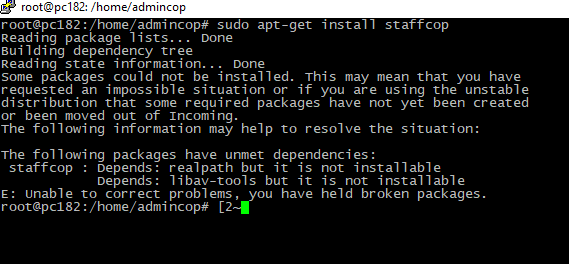 root@pc182: /home/admincop
root@pc182:/home/admincop# sudo apt-get install staffcop
Reading package lists... Done
Building dependency tree
Reading state information... Done
Some packages could not be installed. This may mean that you have
requested an impossible situation or if you are using the unstable
distribution that some required packages have not yet been created
or been moved out of Incoming.
The following information may help to resolve the situation:
The following packages have unmet dependencies:
staffcop : Depends: realpath but it is not installable
Depends: libav-tools but it is not installable
E: Unable to correct problems, you have held broken packages.
root@pc182:/home/admincop# [2~